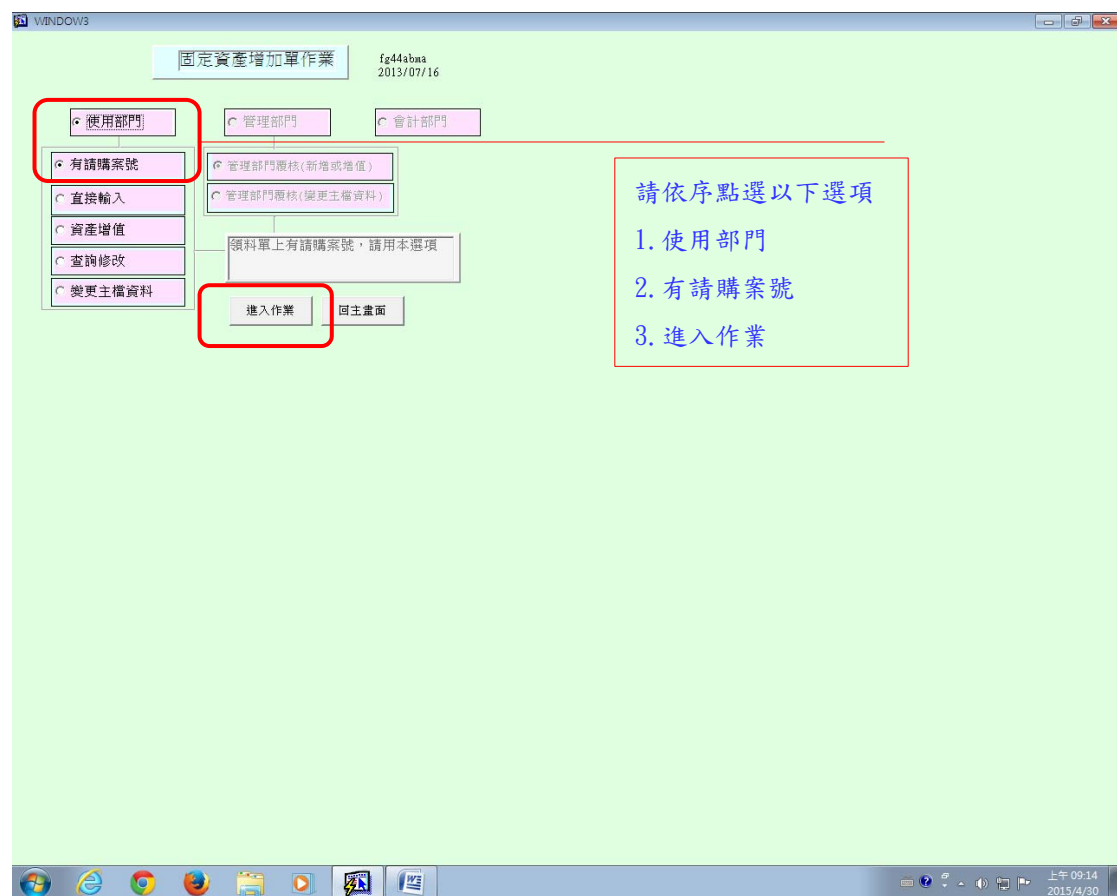 WINDOW3
固定資產增加單作業
fg44abma
2013/07/16
使用部門
管理部門
會計部門
有請購案號
管理部門覆核(新增或增值)
直接輸入
管理部門覆核(變更主檔資料)
資產增值
查詢修改
變更主檔資料
領料單上有請購案號，請用本選項
進入作業
回主畫面
請依序點選以下選項
1.使用部門
2.有請購案號
3.進入作業
上午 09:14
2015/4/30